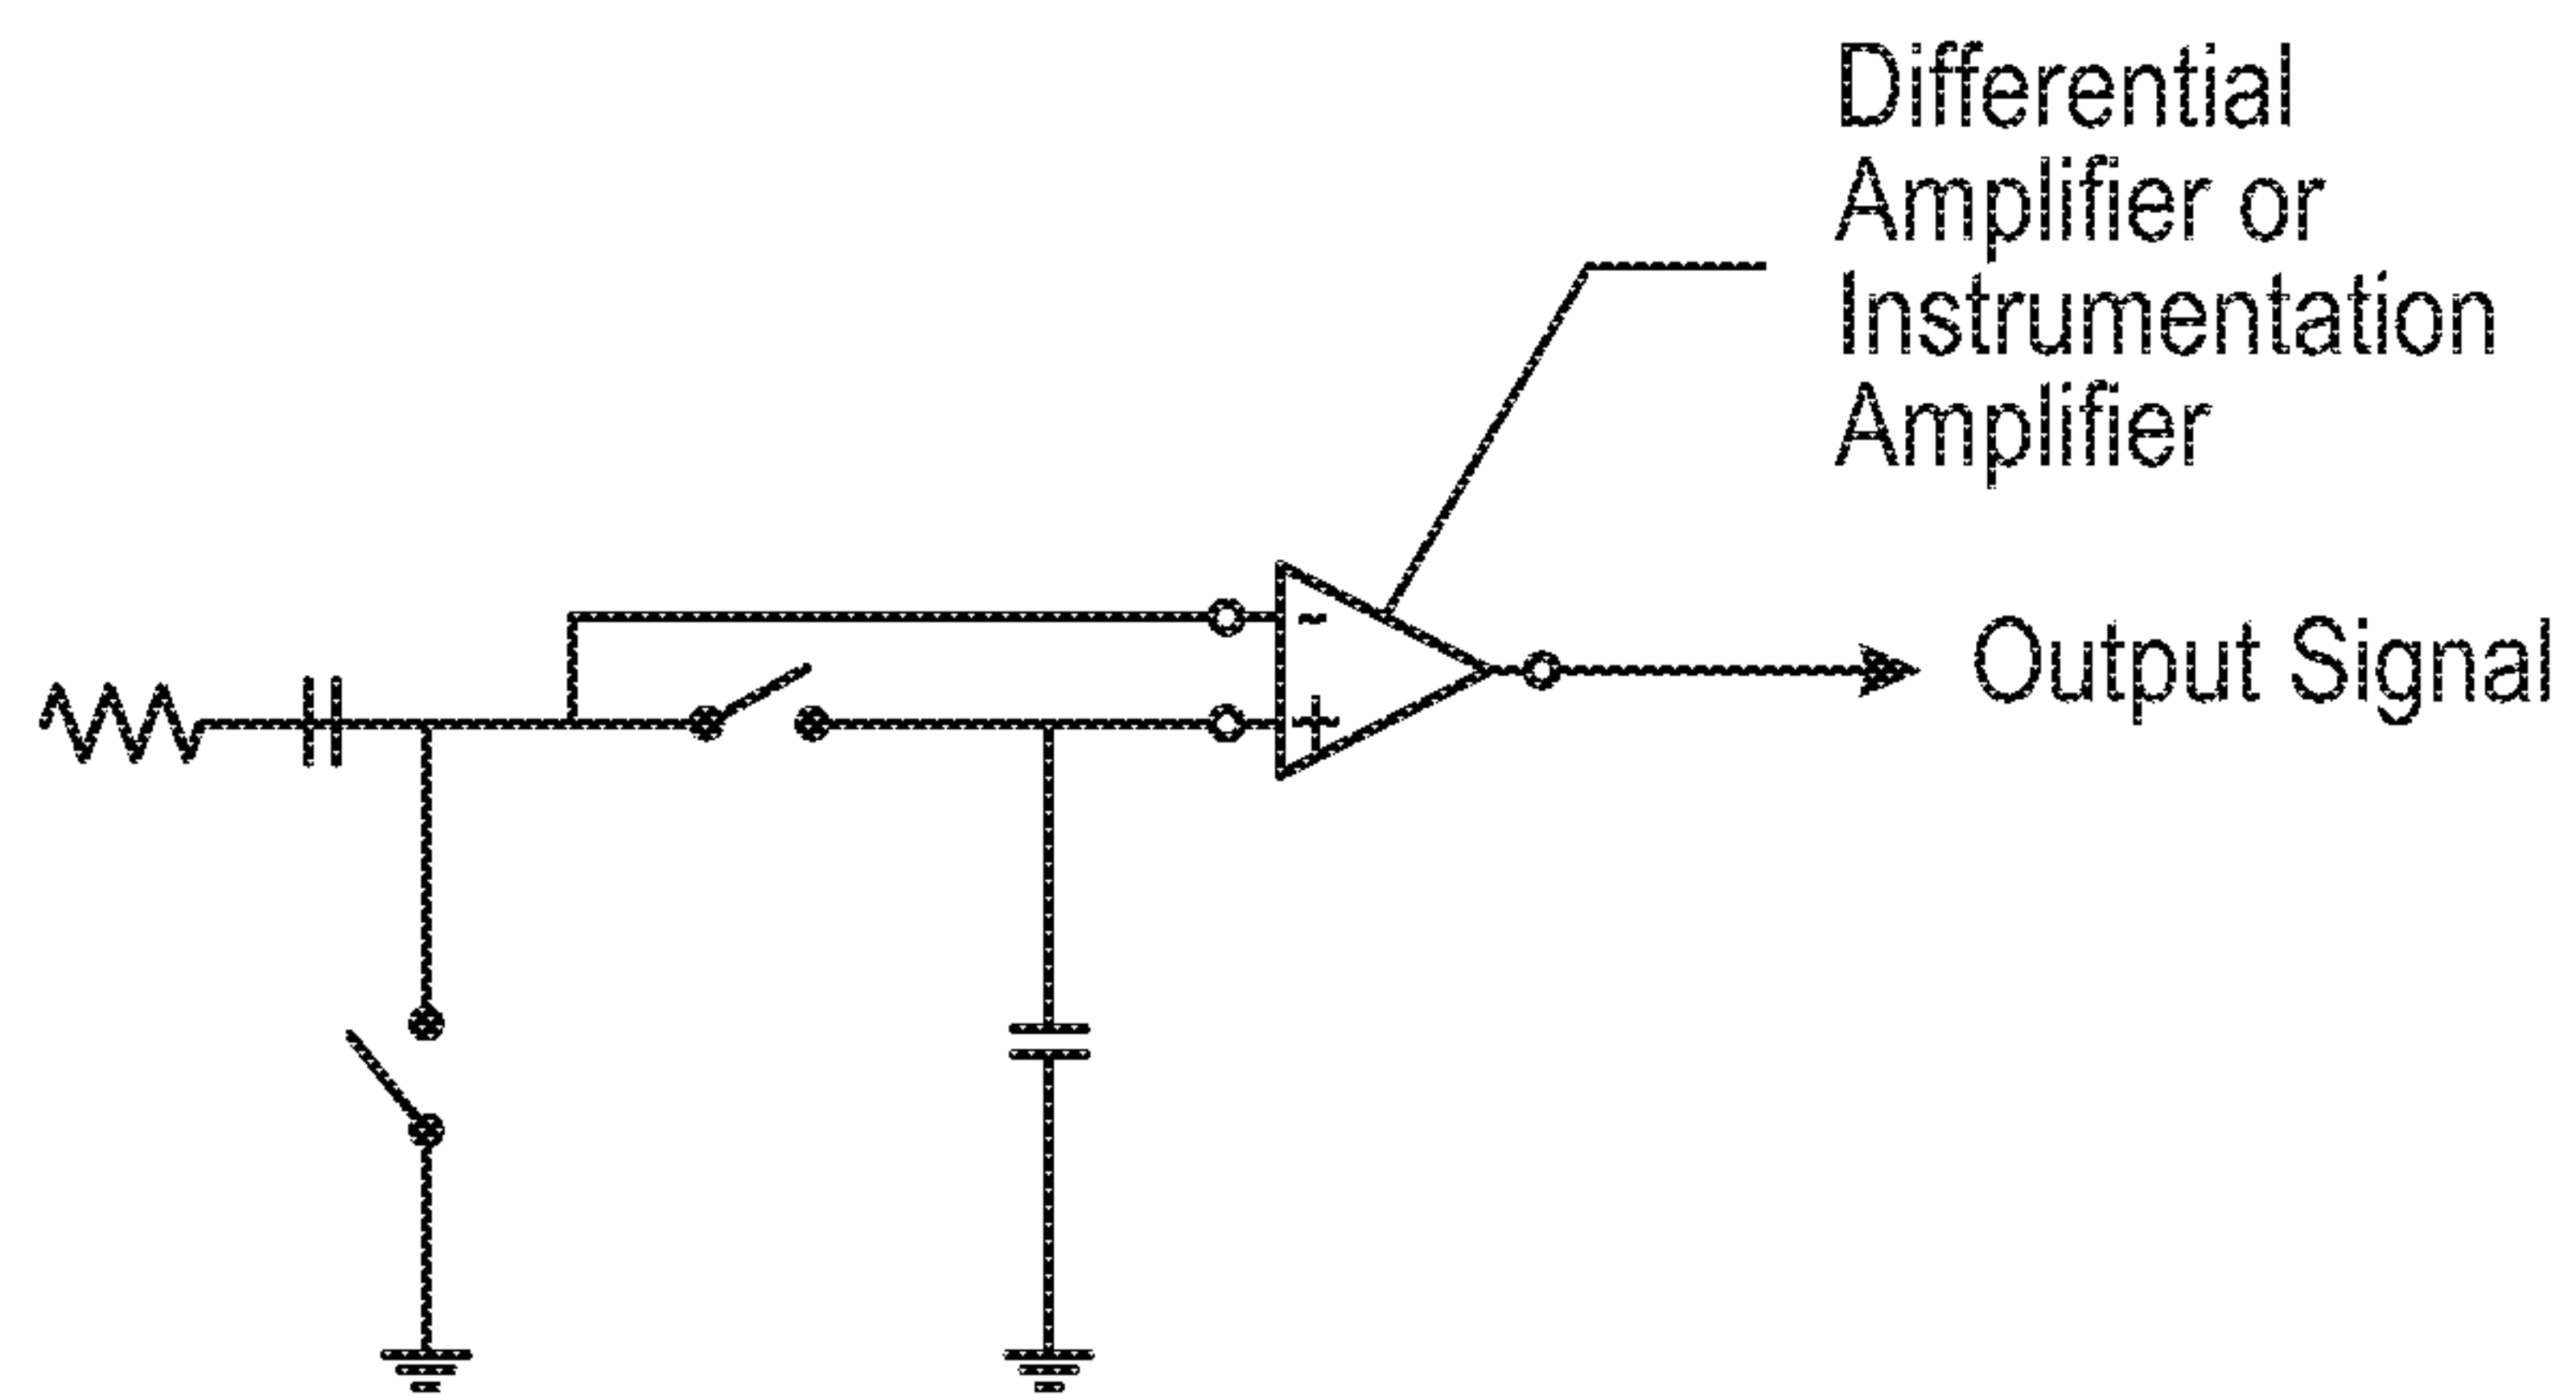 Differential
Amplifier or
Instrumentation
Amplifier
-
+
Output Signal